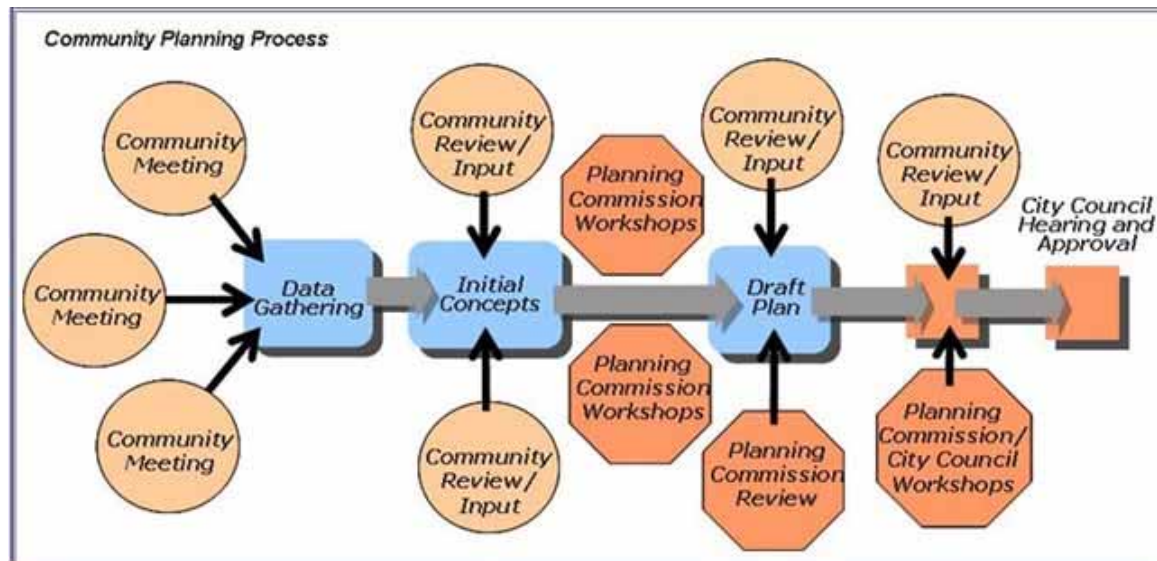 Community Planning Process
Community
Meeting
Community
Meeting
Community
Meeting
Data
Gathering
Community
Review/
Input
Initial
Concepts
Community
Review/
Input
Planning
Commission
Workshops
Planning
Commission
Workshops
Community
Review/
Input
Draft
Plan
Planning
Commission
Review
Community
Review/
Input
Planning
Commission/
City Council
Workshops
City Council
Hearing and
Approval